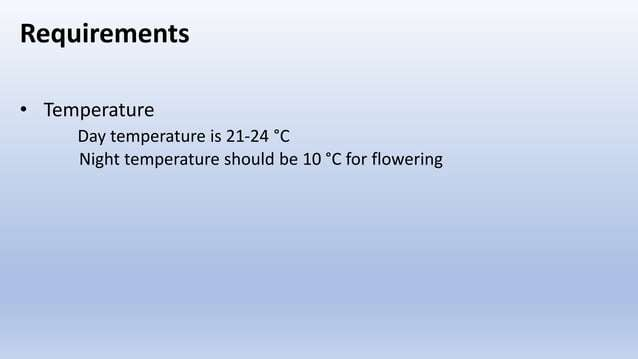 Requirements
• Temperature
Day temperature is 21-24 °C
Night temperature should be 10 °C for flowering